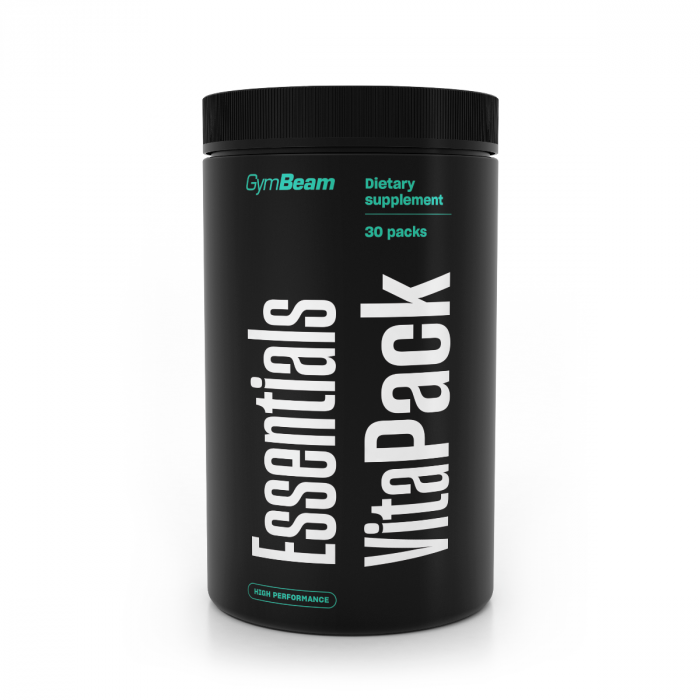 GymBeam
Dietary
supplement
30 packs
Essentials
VitaPack
HIGH PERFORMANCE